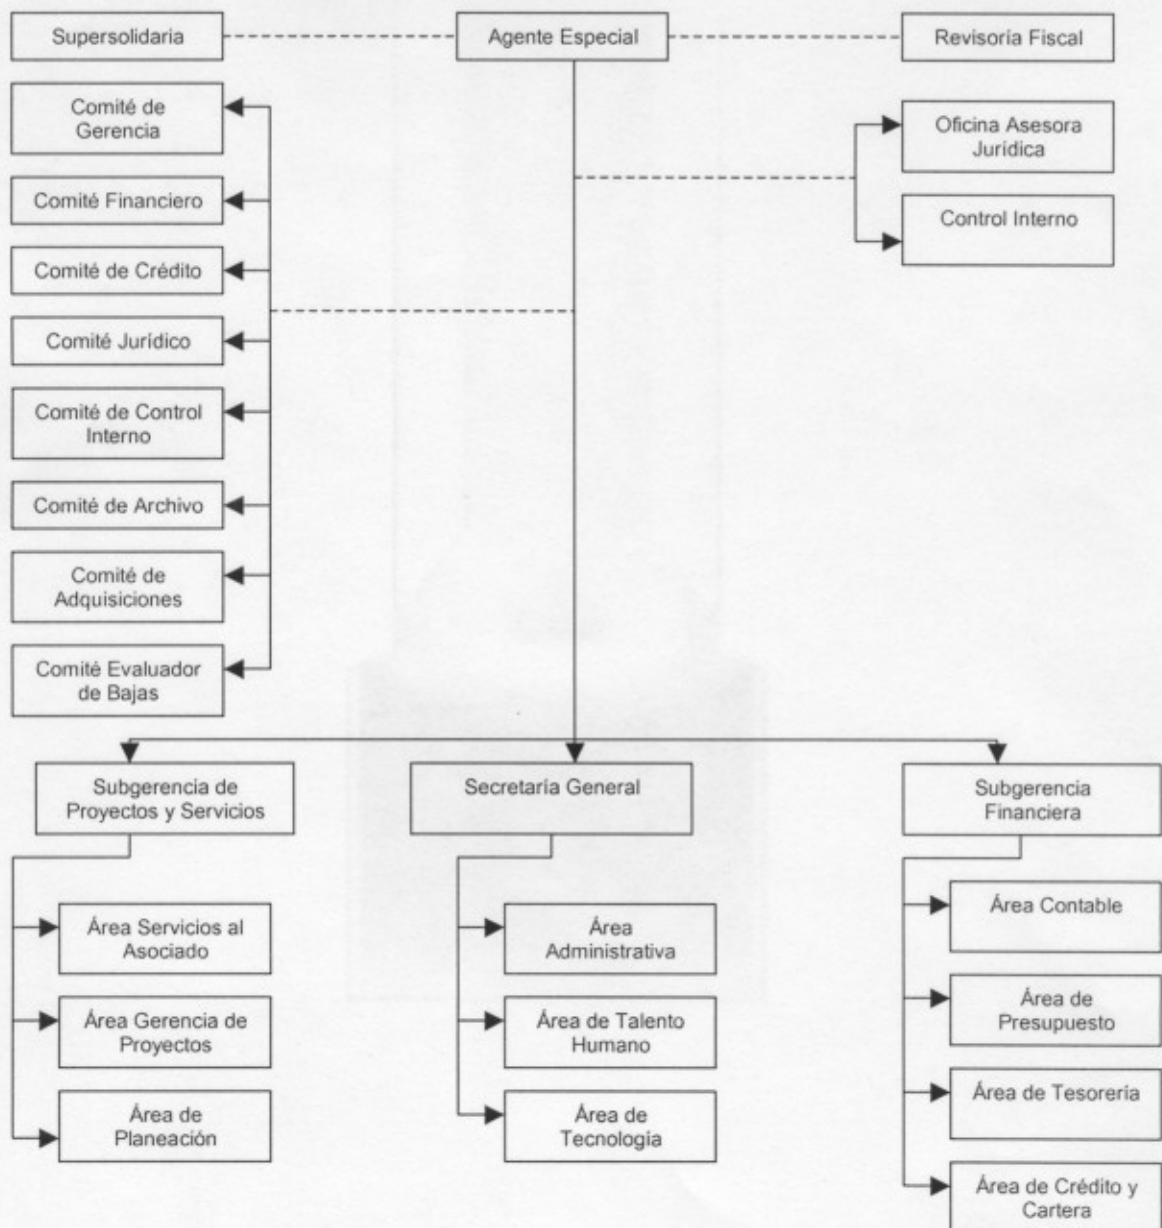 Supersolidaria
Agente Especial
Revisoría Fiscal
Comité de
Gerencia
Comité Financiero
Comité de Crédito
Comité Jurídico
Comité de Control
Interno
Comité de Archivo
Comité de
Adquisiciones
Comité Evaluador
de Bajas
Oficina Asesora
Jurídica
Control Interno
Subgerencia de
Proyectos y Servicios
Área Servicios al
Asociado
Área Gerencia de
Proyectos
Área de
Planeación
Secretaría General
Área
Administrativa
Área de Talento
Humano
Área de
Tecnología
Subgerencia
Financiera
Área Contable
Área de
Presupuesto
Área de Tesorería
Área de Crédito y
Cartera